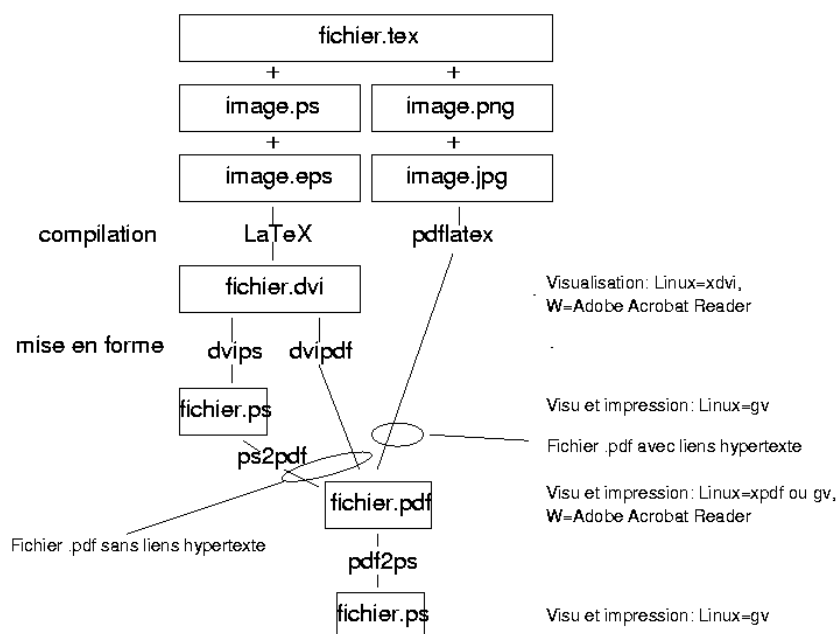 fichier.tex
+ +
image.ps image.png
+ +
image.eps image.jpg
compilation LaTeX pdflatex
fichier.dvi
Visualisation: Linux=xdvi,
W=Adobe Acrobat Reader
mise en forme dvips dvipdf
fichier.ps
Visu et impression: Linux=gv
Fichier .pdf avec liens hypertexte
ps2pdf
fichier.pdf
Visu et impression: Linux=xpdf ou gv,
W=Adobe Acrobat Reader
Fichier .pdf sans liens hypertexte
pdf2ps
fichier.ps
Visu et impression: Linux=gv